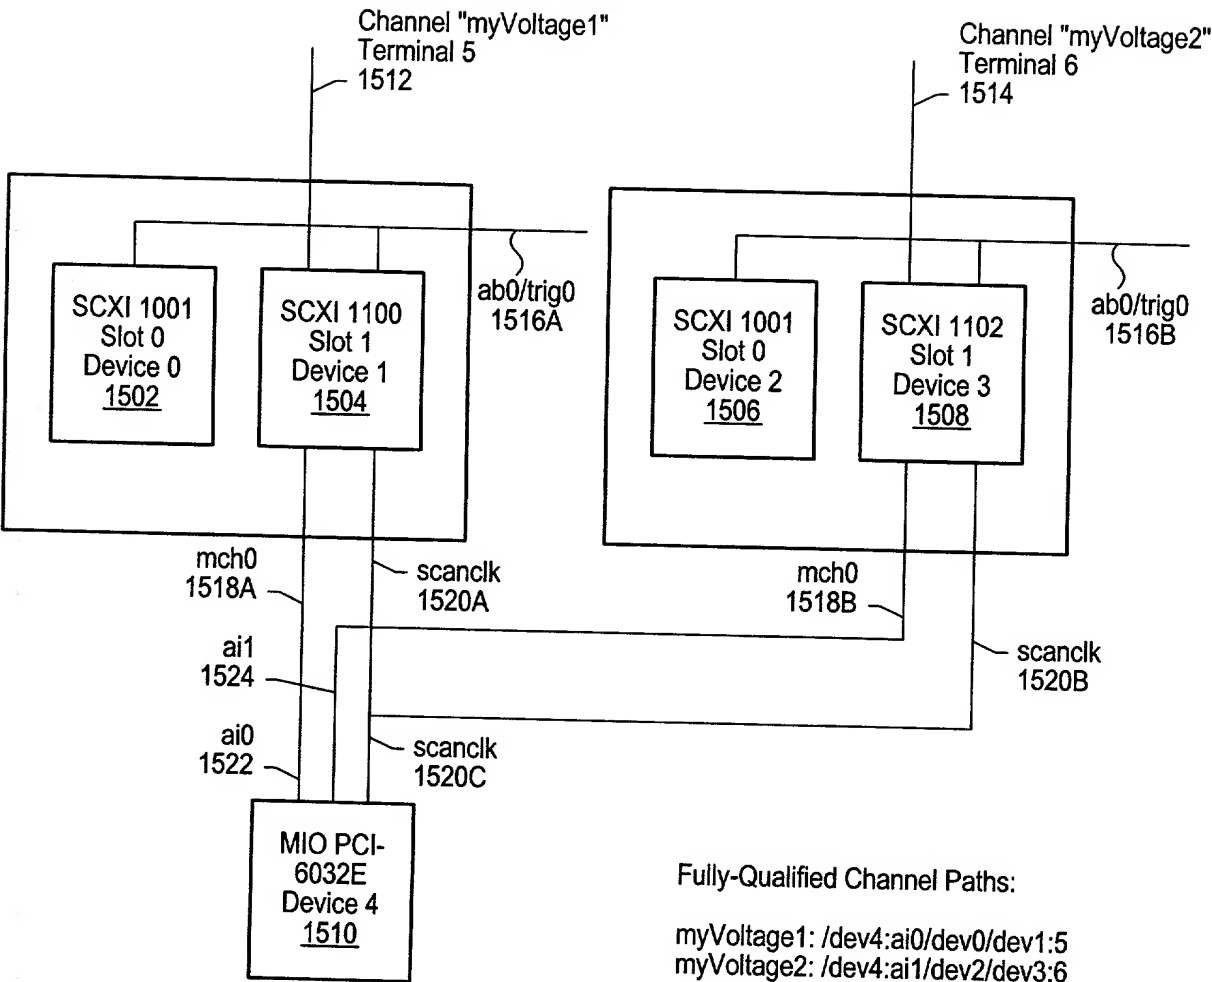 Channel "myVoltage1"
Terminal 5
1512
Channel "myVoltage2"
Terminal 6
1514
SCXI 1001
Slot 0
Device 0
1502
SCXI 1100
Slot 1
Device 1
1504
ab0/trig0
1516A
SCXI 1001
Slot 0
Device 2
1506
SCXI 1102
Slot 1
Device 3
1508
ab0/trig0
1516B
mch0
1518A
scanclk
1520A
mch0
1518B
ai1
1524
scanclk
1520B
ai0
1522
scanclk
1520C
MIO PCI-
6032E
Device 4
1510
Fully-Qualified Channel Paths:
myVoltage1: /dev4:ai0/dev0/dev1:5
myVoltage2: /dev4:ai1/dev2/dev3:6